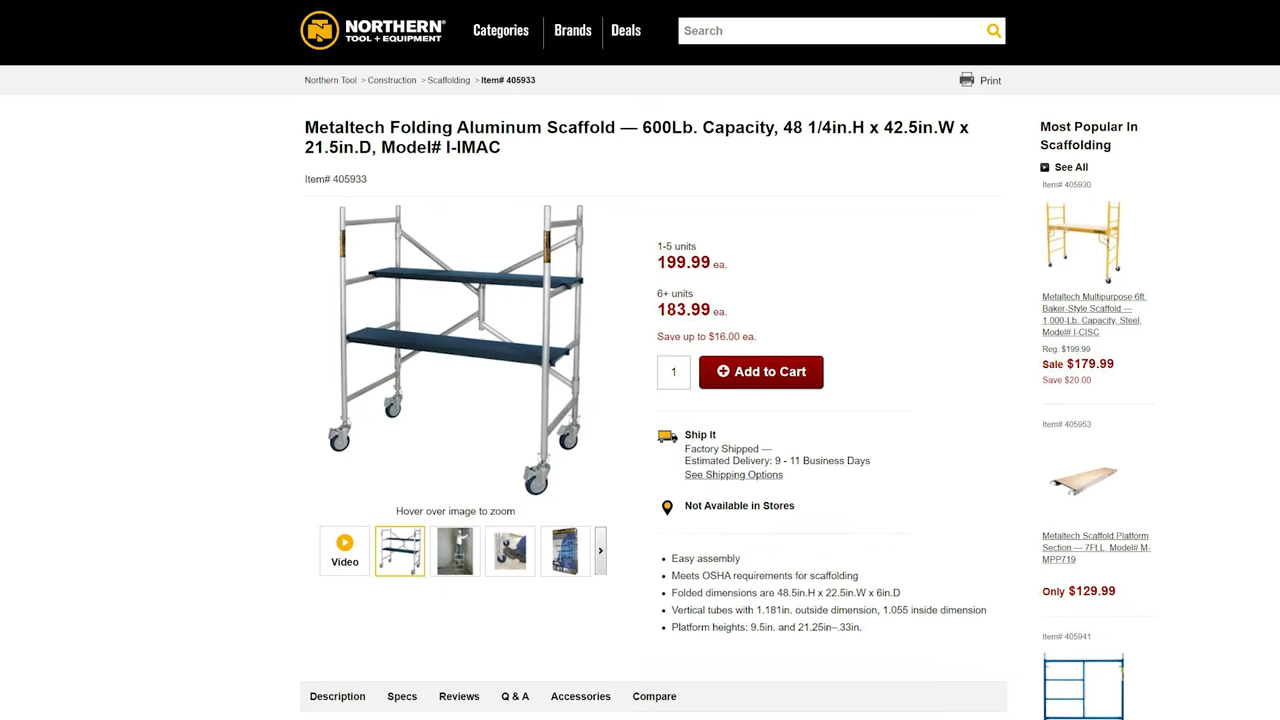 NORTHERN
TOOL + EQUIPMENT
Categories
Brands
Deals
Search
Northern Tool > Construction > Scaffolding > Item# 405933
Print
Metaltech Folding Aluminum Scaffold — 600Lb. Capacity, 48 1/4in.H x 42.5in.W x
21.5in.D, Model# I-IMAC
Item# 405933
1-5 units
199.99 ea.
6+ units
183.99 ea.
Save up to $16.00 ea.
1
Add to Cart
Ship It
Factory Shipped —
Estimated Delivery: 9 - 11 Business Days
See Shipping Options
Not Available in Stores
Hover over image to zoom
Video
• Easy assembly
• Meets OSHA requirements for scaffolding
• Folded dimensions are 48.5in.H x 22.5in.W x 6in.D
• Vertical tubes with 1.181in. outside dimension, 1.055 inside dimension
• Platform heights: 9.5in. and 21.25in–.33in.
Description
Specs
Reviews
Q & A
Accessories
Compare
Most Popular In
Scaffolding
See All
Item# 405930
Metaltech Multipurpose 6ft.
Baker-Style Scaffold —
1,000-Lb. Capacity, Steel,
Model# I-CISC
Reg. $199.99
Sale $179.99
Save $20.00
Item# 405953
Metaltech Scaffold Platform
Section — 7Ft.L, Model# M-
MPP719
Only $129.99
Item# 405941